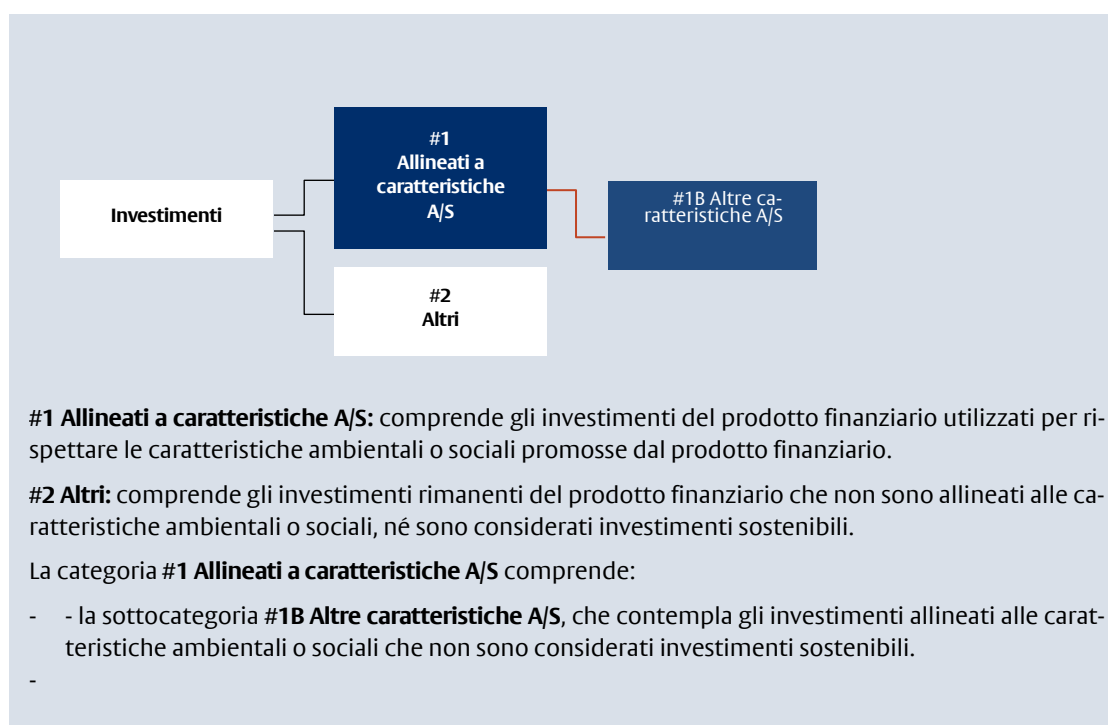 #1
Allineati a
caratteristiche
A/S
Investimenti
#1B Altre ca-
ratteristiche A/S
#2
Altri
#1 Allineati a caratteristiche A/S: comprende gli investimenti del prodotto finanziario utilizzati per ri-
spettare le caratteristiche ambientali o sociali promosse dal prodotto finanziario.
#2 Altri: comprende gli investimenti rimanenti del prodotto finanziario che non sono allineati alle ca-
ratteristiche ambientali o sociali, né sono considerati investimenti sostenibili.
La categoria #1 Allineati a caratteristiche A/S comprende:
- - la sottocategoria #1B Altre caratteristiche A/S, che contempla gli investimenti allineati alle carat-
teristiche ambientali o sociali che non sono considerati investimenti sostenibili.
-